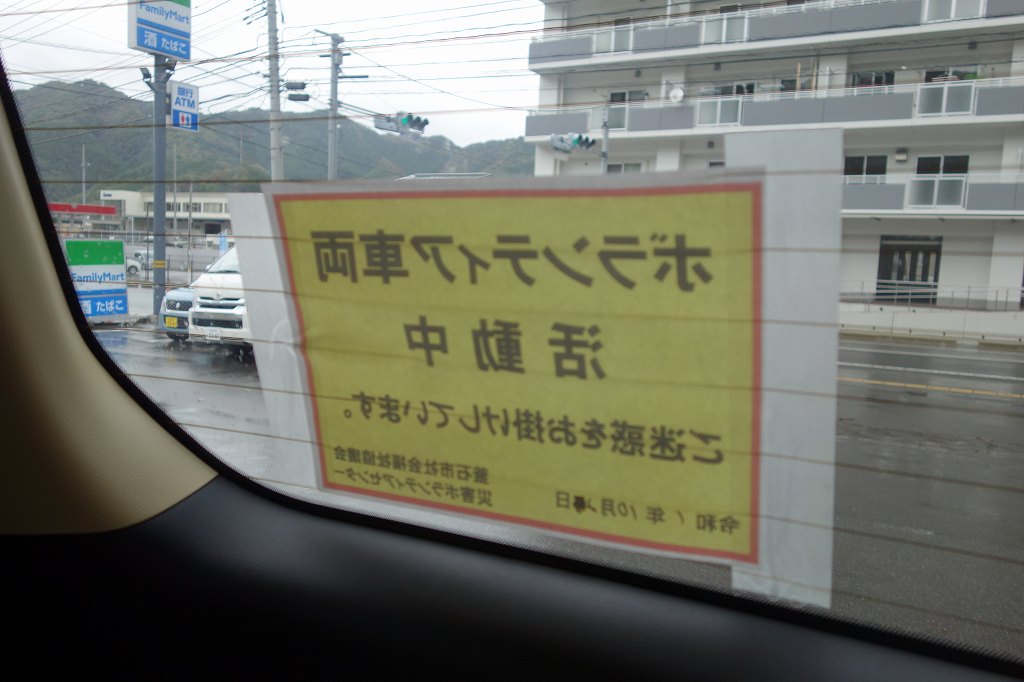 FamilyMart
酒 たばこ
銀行
ATM
FamilyMart
酒 たばこ
ボランティア車両
活動中
ご迷惑をお掛けしています。
令和 1 年 10月 日
釜石市社会福祉協議会
災害ボランティアセンター